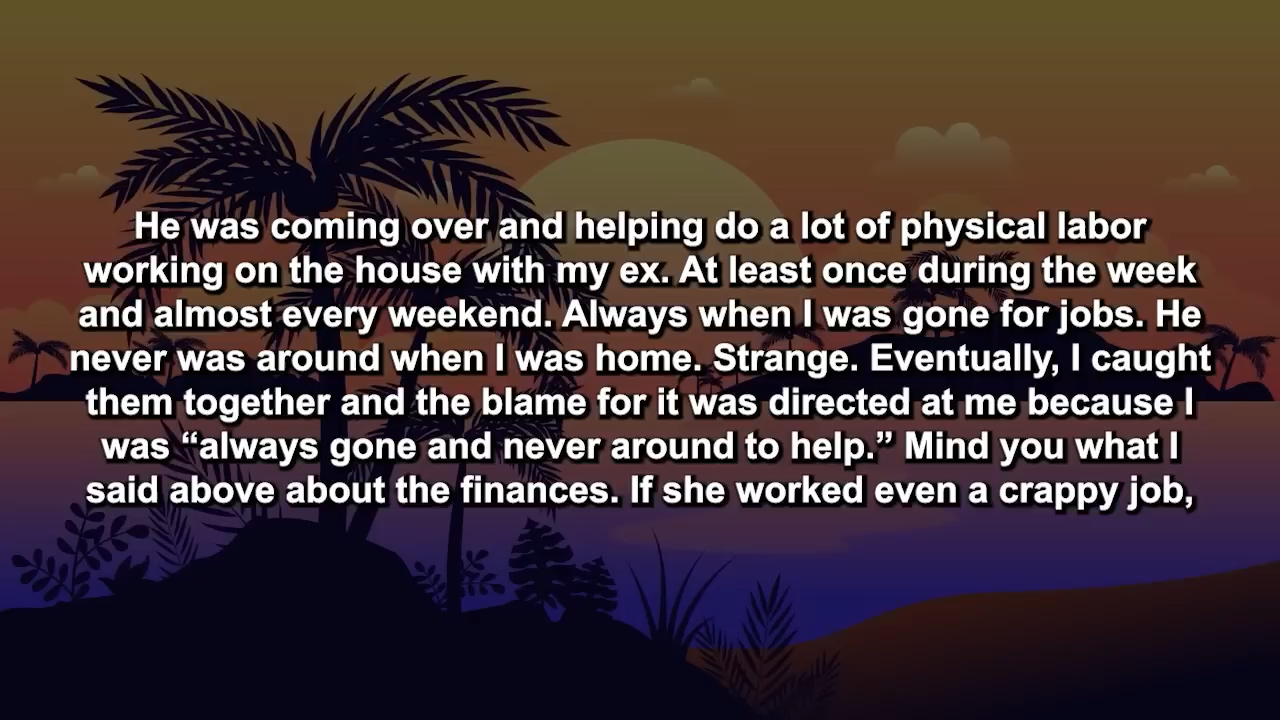 He was coming over and helping do a lot of physical labor
working on the house with my ex. At least once during the week
and almost every weekend. Always when I was gone for jobs. He
never was around when I was home. Strange. Eventually, I caught
them together and the blame for it was directed at me because I
was “always gone and never around to help.” Mind you what I
said above about the finances. If she worked even a crappy job,